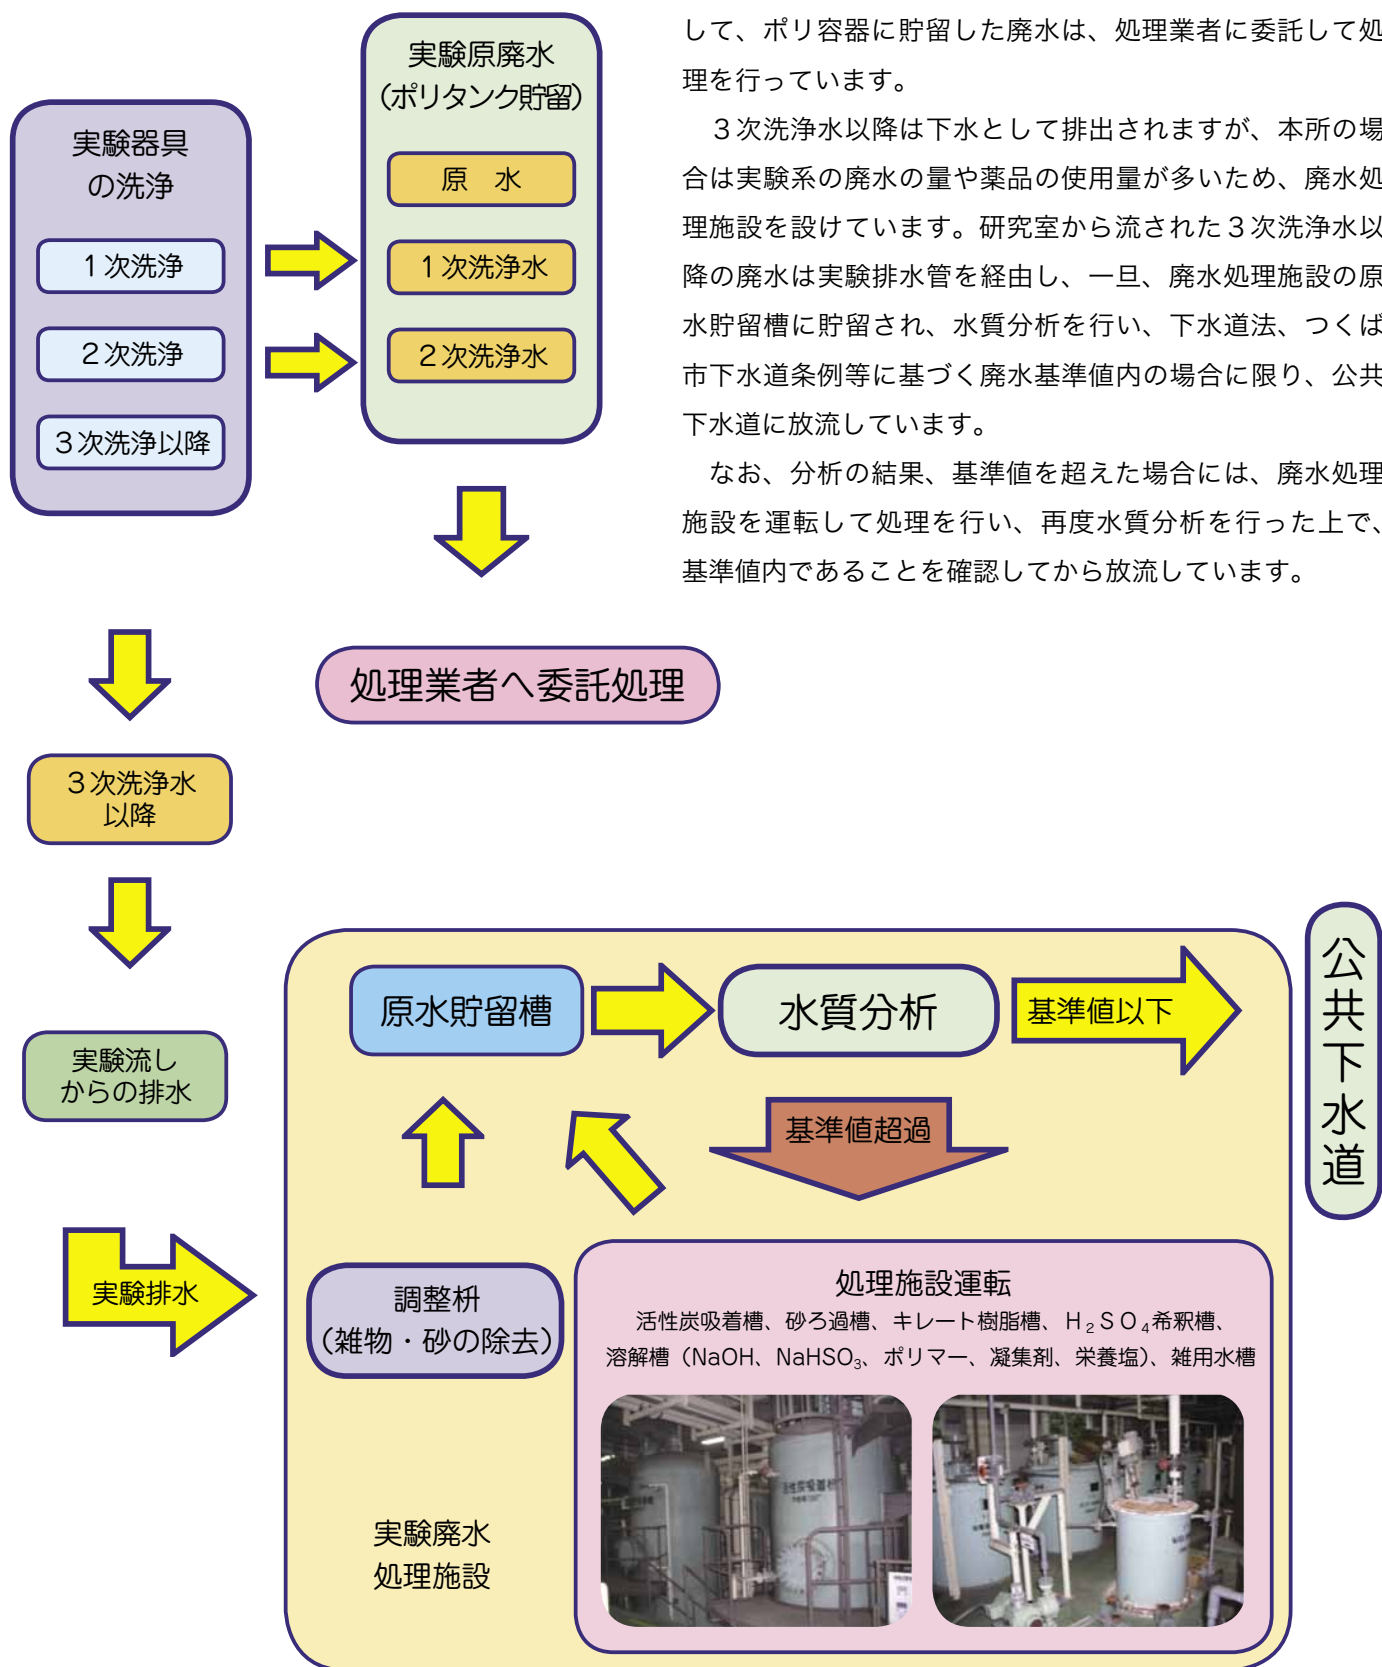 して、ポリ容器に貯留した廃水は、処理業者に委託して処
理を行っています。
　３次洗浄水以降は下水として排出されますが、本所の場
合は実験系の廃水の量や薬品の使用量が多いため、廃水処
理施設を設けています。研究室から流された３次洗浄水以
降の廃水は実験排水管を経由し、一旦、廃水処理施設の原
水貯留槽に貯留され、水質分析を行い、下水道法、つくば
市下水道条例等に基づく廃水基準値内の場合に限り、公共
下水道に放流しています。
　なお、分析の結果、基準値を超えた場合には、廃水処理
施設を運転して処理を行い、再度水質分析を行った上で、
基準値内であることを確認してから放流しています。
実験器具
の洗浄
１次洗浄
２次洗浄
３次洗浄以降
実験原廃水
（ポリタンク貯留）
原　水
１次洗浄水
２次洗浄水
処理業者へ委託処理
３次洗浄水
以降
実験流し
からの排水
実験排水
調整枡
（雑物・砂の除去）
原水貯留槽
水質分析
基準値以下
公共下水道
基準値超過
処理施設運転
活性炭吸着槽、砂ろ過槽、キレート樹脂槽、Ｈ₂ＳＯ₄希釈槽、
溶解槽（NaOH、NaHSO₃、ポリマー、凝集剤、栄養塩）、雑用水槽
活性炭吸着槽
実験廃水
処理施設